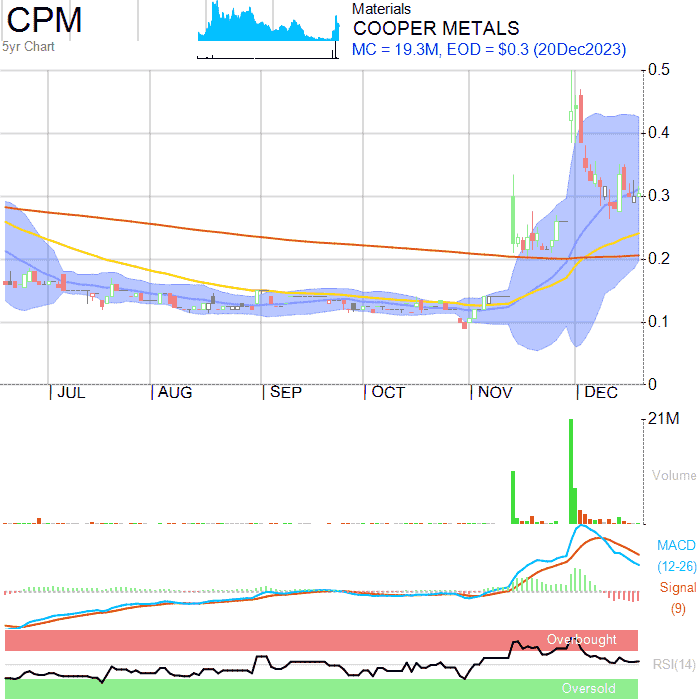 CPM
5yr Chart
Materials
COOPER METALS
MC = 19.3M, EOD = $0.3 (20Dec2023)
0.5
0.4
0.3
0.2
0.1
0
JUL AUG SEP OCT NOV DEC
21M
Volume
MACD
(12-26)
Signal
(9)
Overbought
RSI(14)
Oversold